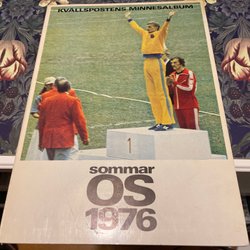 KVÄLLSPOSTENS MINNESALBUM
1
sommar
OS
1976